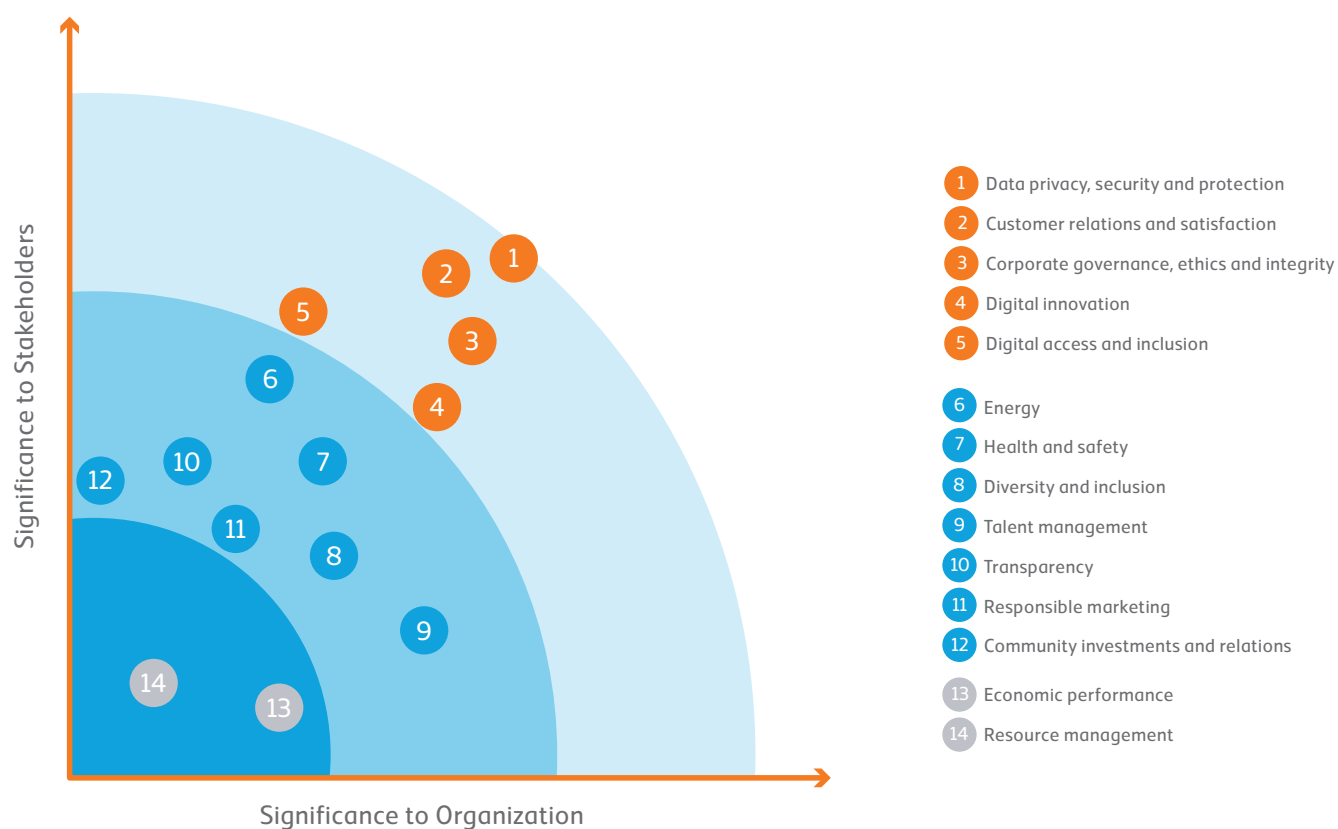 Significance to Stakeholders
1
2
5
3
6
4
10
7
12
11
8
9
14
13
Significance to Organization
1 Data privacy, security and protection
2 Customer relations and satisfaction
3 Corporate governance, ethics and integrity
4 Digital innovation
5 Digital access and inclusion
6 Energy
7 Health and safety
8 Diversity and inclusion
9 Talent management
10 Transparency
11 Responsible marketing
12 Community investments and relations
13 Economic performance
14 Resource management